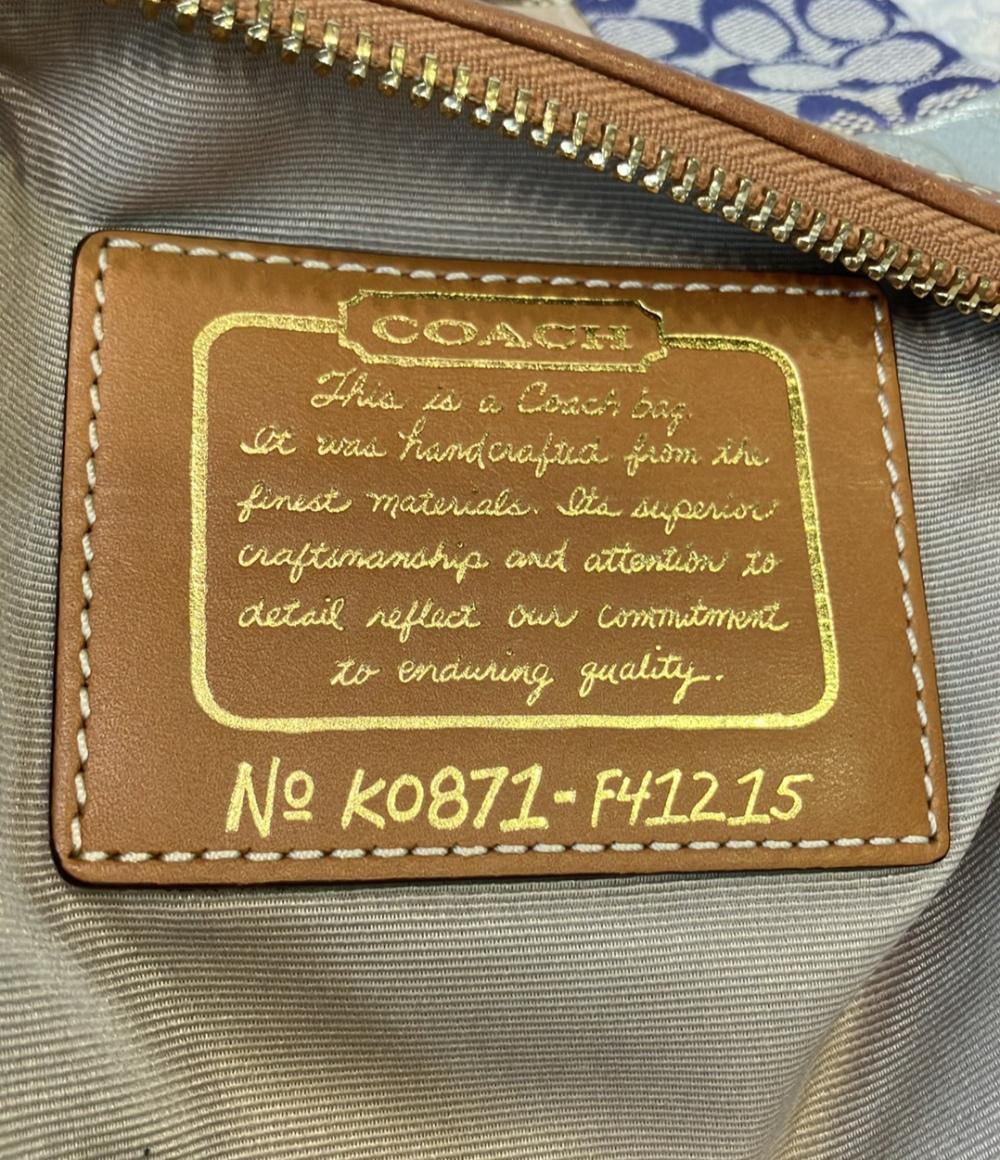 COACH
This is a Coach bag.
It was handcrafted from the
finest materials. Its superior
craftsmanship and attention to
detail reflect our commitment
to enduring quality.
No K0871-F41215